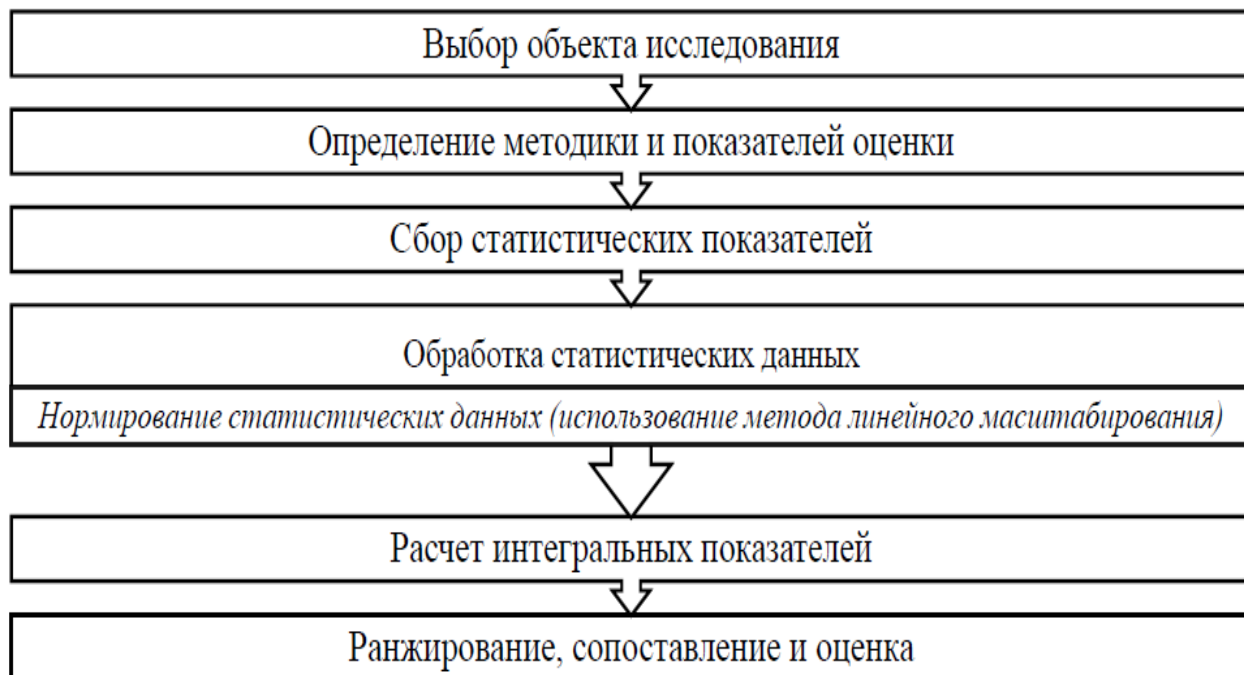 Выбор объекта исследования
Определение методики и показателей оценки
Сбор статистических показателей
Обработка статистических данных
Нормирование статистических данных (использование метода линейного масштабирования)
Расчет интегральных показателей
Ранжирование, сопоставление и оценка